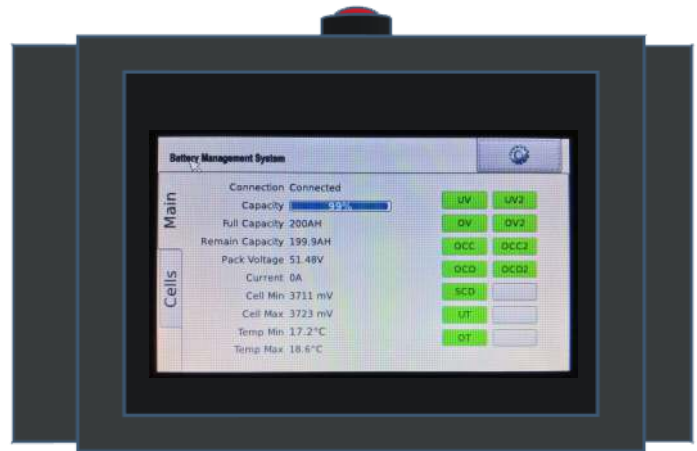 Battery Management System
Main
Cells
Connection Connected
Capacity 99%
Full Capacity 200AH
Remain Capacity 199.9AH
Pack Voltage 51.48V
Current 0A
Cell Min 3711 mV
Cell Max 3723 mV
Temp Min 17.2°C
Temp Max 18.6°C
UV UV2
OV OV2
OCC OCC2
OCD OCD2
SCD
UT
OT